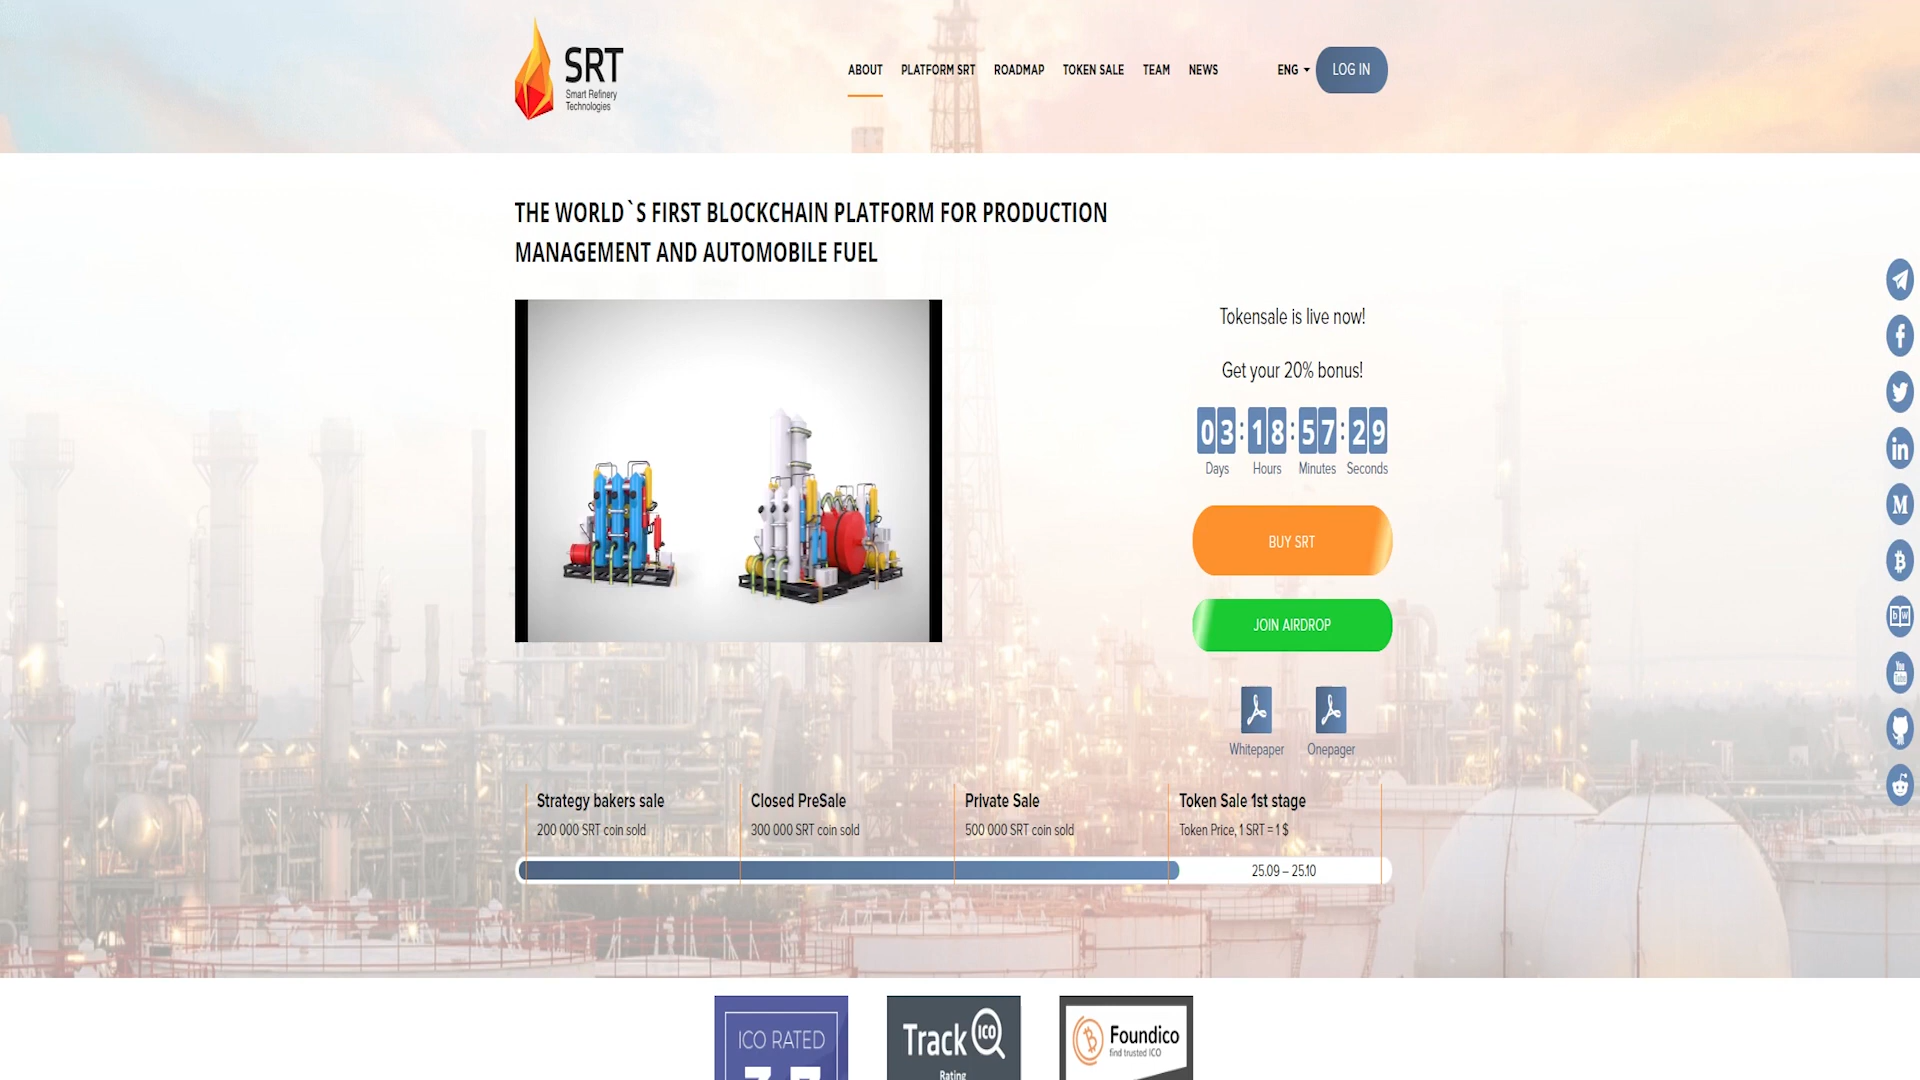 SRT
Smart Refinery
Technologies
ABOUT PLATFORM SRT ROADMAP TOKEN SALE TEAM NEWS ENG LOG IN
THE WORLD`S FIRST BLOCKCHAIN PLATFORM FOR PRODUCTION
MANAGEMENT AND AUTOMOBILE FUEL
Tokensale is live now!
Get your 20% bonus!
03:18:57:29
Days Hours Minutes Seconds
BUY SRT
JOIN AIRDROP
Whitepaper Onepager
Strategy bakers sale
200 000 SRT coin sold
Closed PreSale
300 000 SRT coin sold
Private Sale
500 000 SRT coin sold
Token Sale 1st stage
Token Price, 1 SRT = 1 $
25.09 – 25.10
ICO RATED
Track ICO
Rating
Foundico
find trusted ICO